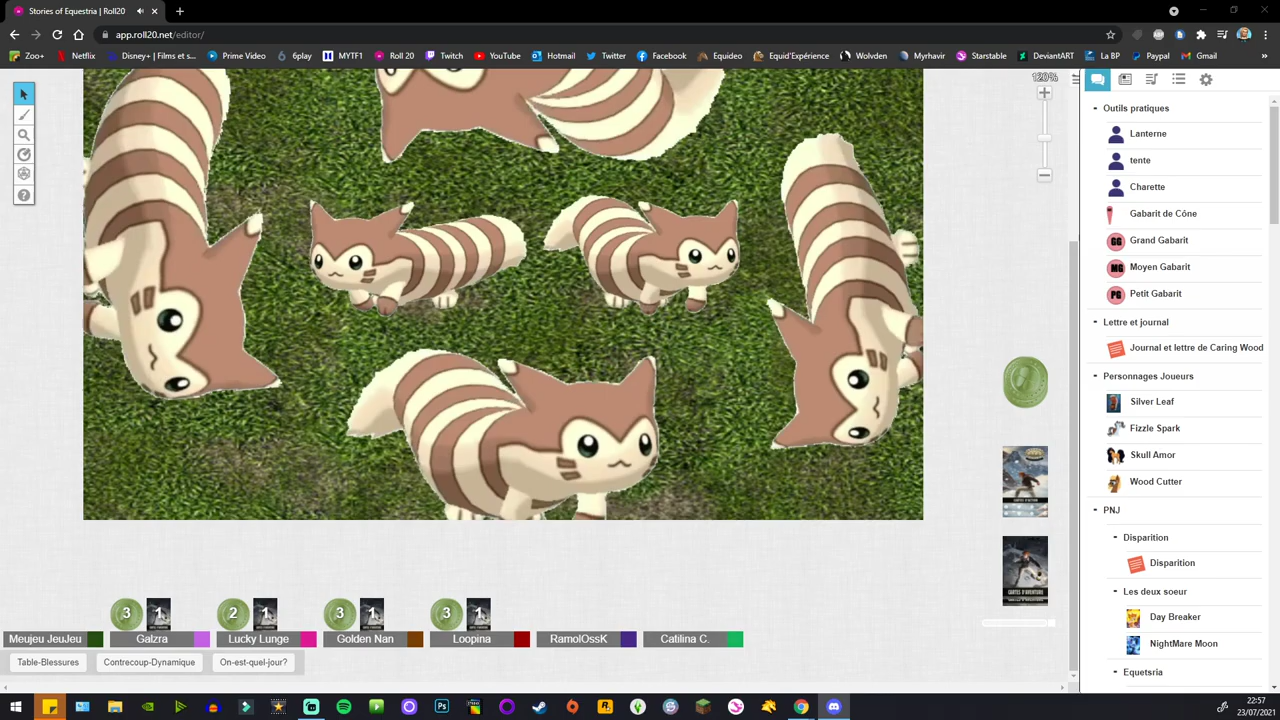 Stories of Equestria | Roll20
app.roll20.net/editor/
Zoo+
Disney+ | Films et s...
Prime Video
6play
MYTF1
Roll 20
Twitch
YouTube
Hotmail
Twitter
Facebook
Equideo
Equid'Expérience
Wolvden
Myrhavir
Starstable
DeviantART
La BP
Paypal
Gmail
»
120%
Outils pratiques
Lanterne
tente
Charette
Gabarit de Cône
GG Grand Gabarit
MG Moyen Gabarit
PG Petit Gabarit
Lettre et journal
Journal et lettre de Caring Wood
Personnages Joueurs
Silver Leaf
Fizzle Spark
Skull Amor
Wood Cutter
PNJ
Disparition
Disparition
Les deux soeur
Day Breaker
NightMare Moon
Equetsria
3 1 2 1 3 1 3 1
Meujeu JeuJeu
Galzra
Lucky Lunge
Golden Nan
Loopina
RamolOssK
Catilina C.
Table-Blessures
Contrecoup-Dynamique
On-est-quel-jour?
22:57
23/07/2021